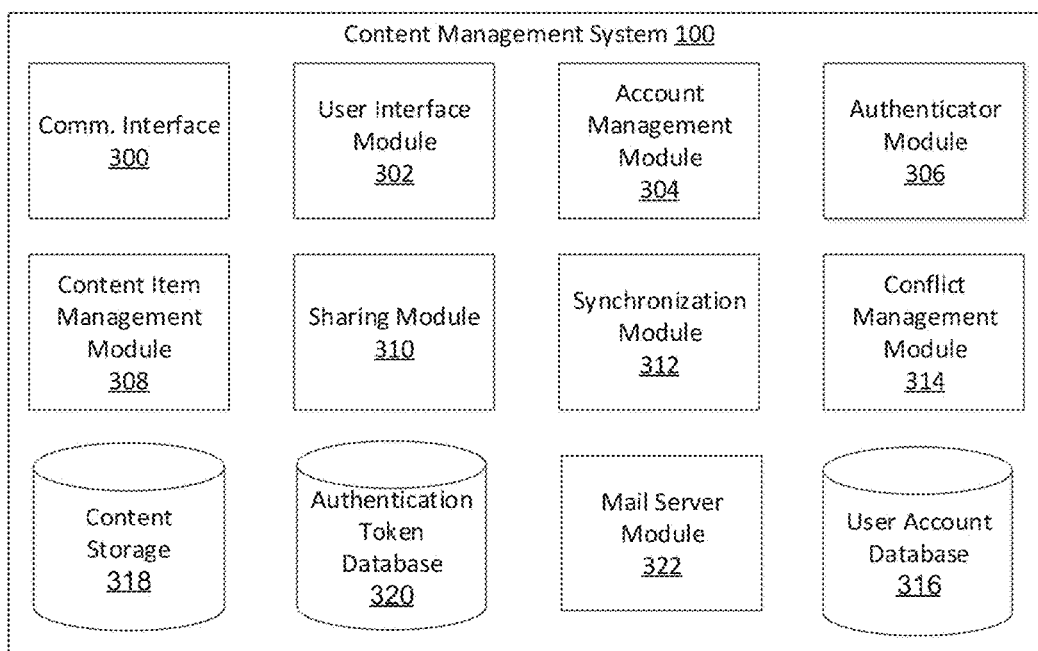 Content Management System 100
Comm. Interface
300
User Interface
Module
302
Account
Management
Module
304
Authenticator
Module
306
Content Item
Management
Module
308
Sharing Module
310
Synchronization
Module
312
Conflict
Management
Module
314
Content
Storage
318
Authentication
Token
Database
320
Mail Server
Module
322
User Account
Database
316